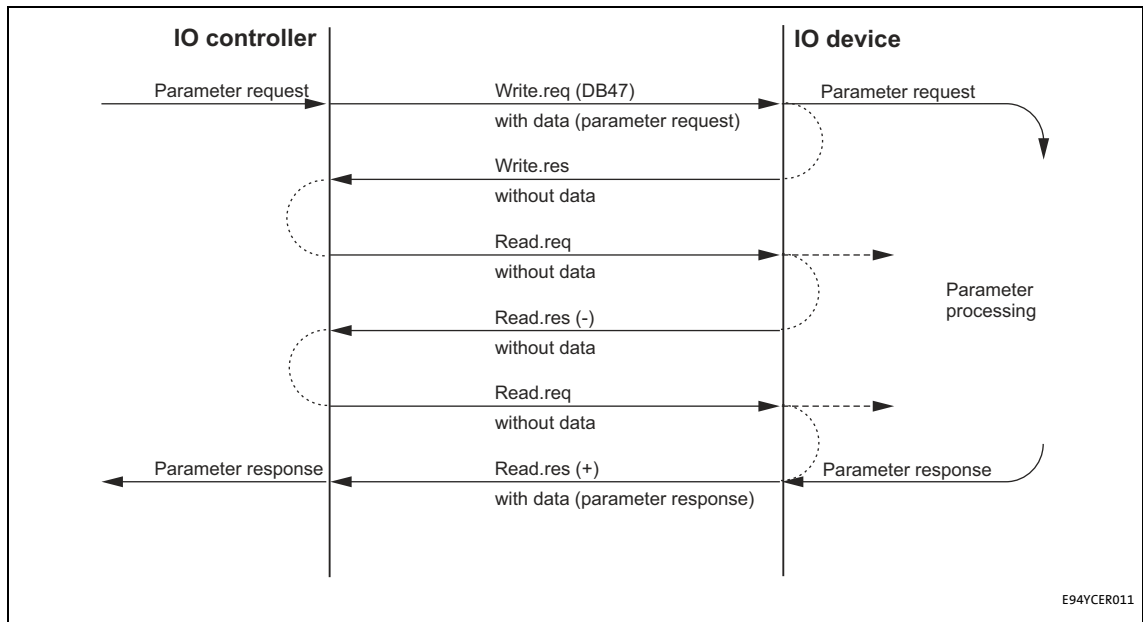 IO controller
IO device
Parameter request
Write.req (DB47)
Parameter request
with data (parameter request)
Write.res
without data
Read.req
without data
Parameter
processing
Read.res (-)
without data
Read.req
without data
Parameter response
Read.res (+)
Parameter response
with data (parameter response)
E94YCER011